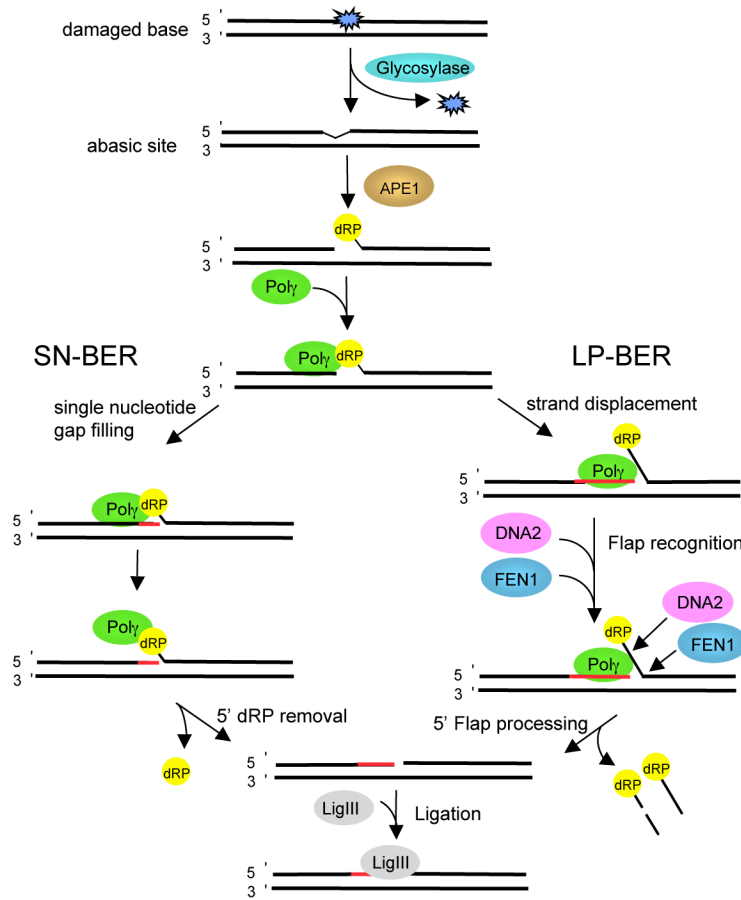 damaged base
5 '
3 '
Glycosylase
abasic site
5 '
3 '
APE1
dRP
5 '
3 '
Polγ
SN-BER
LP-BER
Polγ
dRP
5 '
3 '
single nucleotide
gap filling
strand displacement
dRP
Polγ
5 '
3 '
Polγ
dRP
5 '
3 '
DNA2
FEN1
Flap recognition
DNA2
FEN1
dRP
Polγ
5 '
3 '
Polγ
dRP
5 '
3 '
5' dRP removal
5' Flap processing
dRP
5 '
3 '
dRP
dRP
LigIII
Ligation
LigIII
5 '
3 '